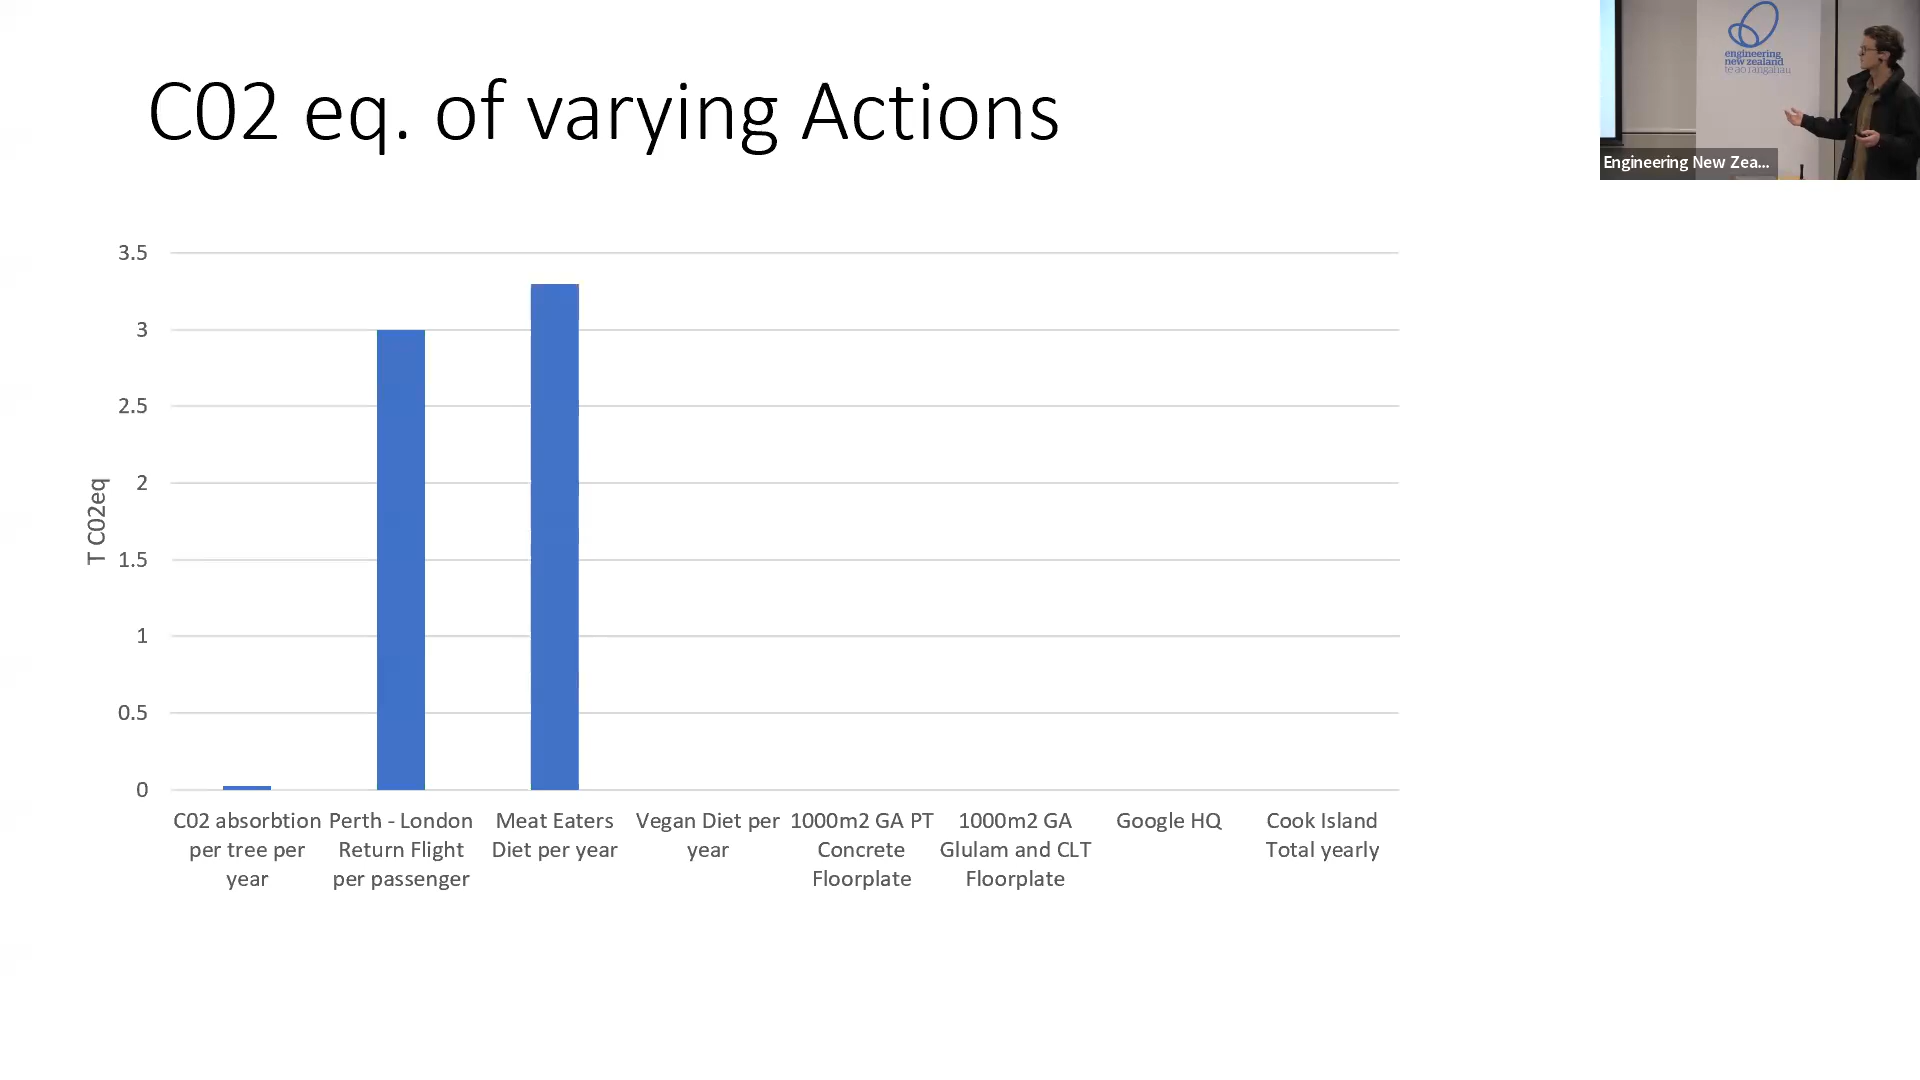 C02 eq. of varying Actions
engineering
new zealand
te ao rangahau
Engineering New Zea...
3.5
3
2.5
2
1.5
1
0.5
0
T C02eq
C02 absorbtion
per tree per
year
Perth - London
Return Flight
per passenger
Meat Eaters
Diet per year
Vegan Diet per
year
1000m2 GA PT
Concrete
Floorplate
1000m2 GA
Glulam and CLT
Floorplate
Google HQ
Cook Island
Total yearly